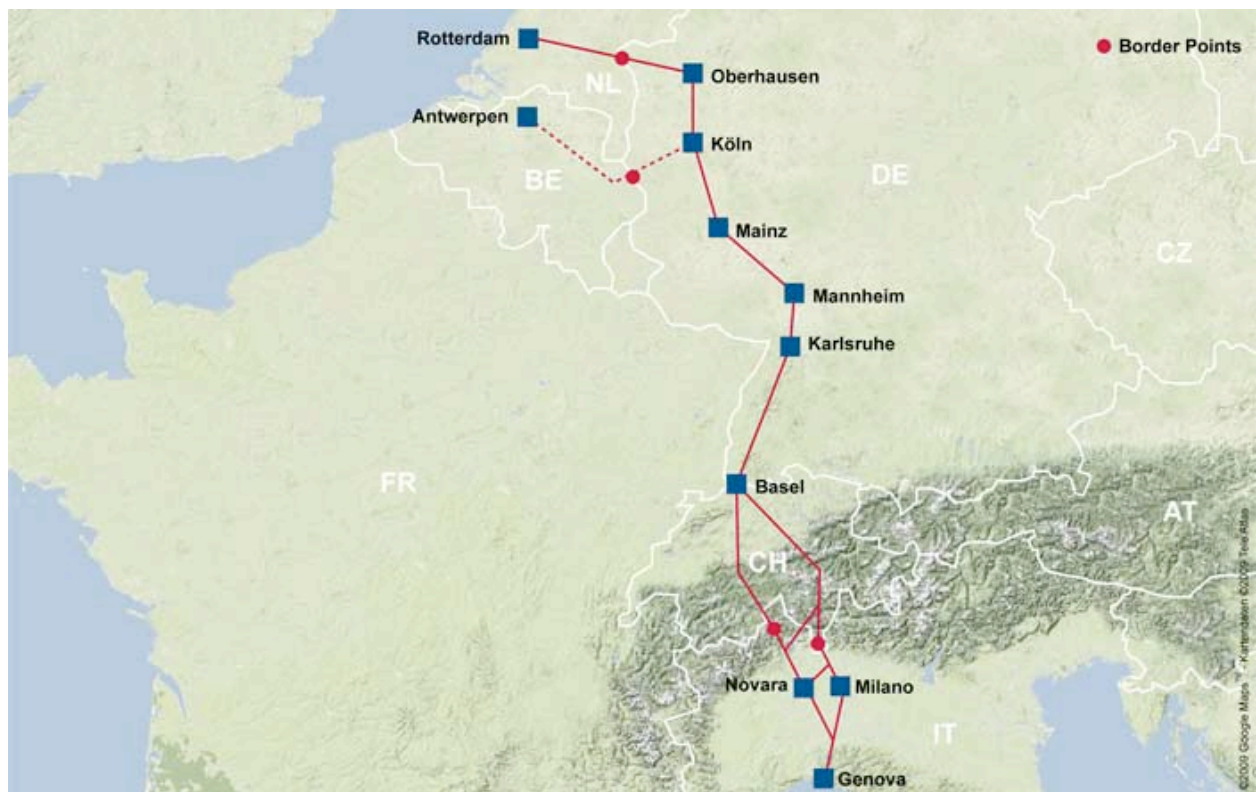 Rotterdam
Border Points
Oberhausen
NL
Antwerpen
Köln
BE
DE
Mainz
CZ
Mannheim
Karlsruhe
FR
Basel
AT
CH
Novara
Milano
IT
Genova
©2009 Google Maps ™ - Kartendaten ©2009 Tele Atlas